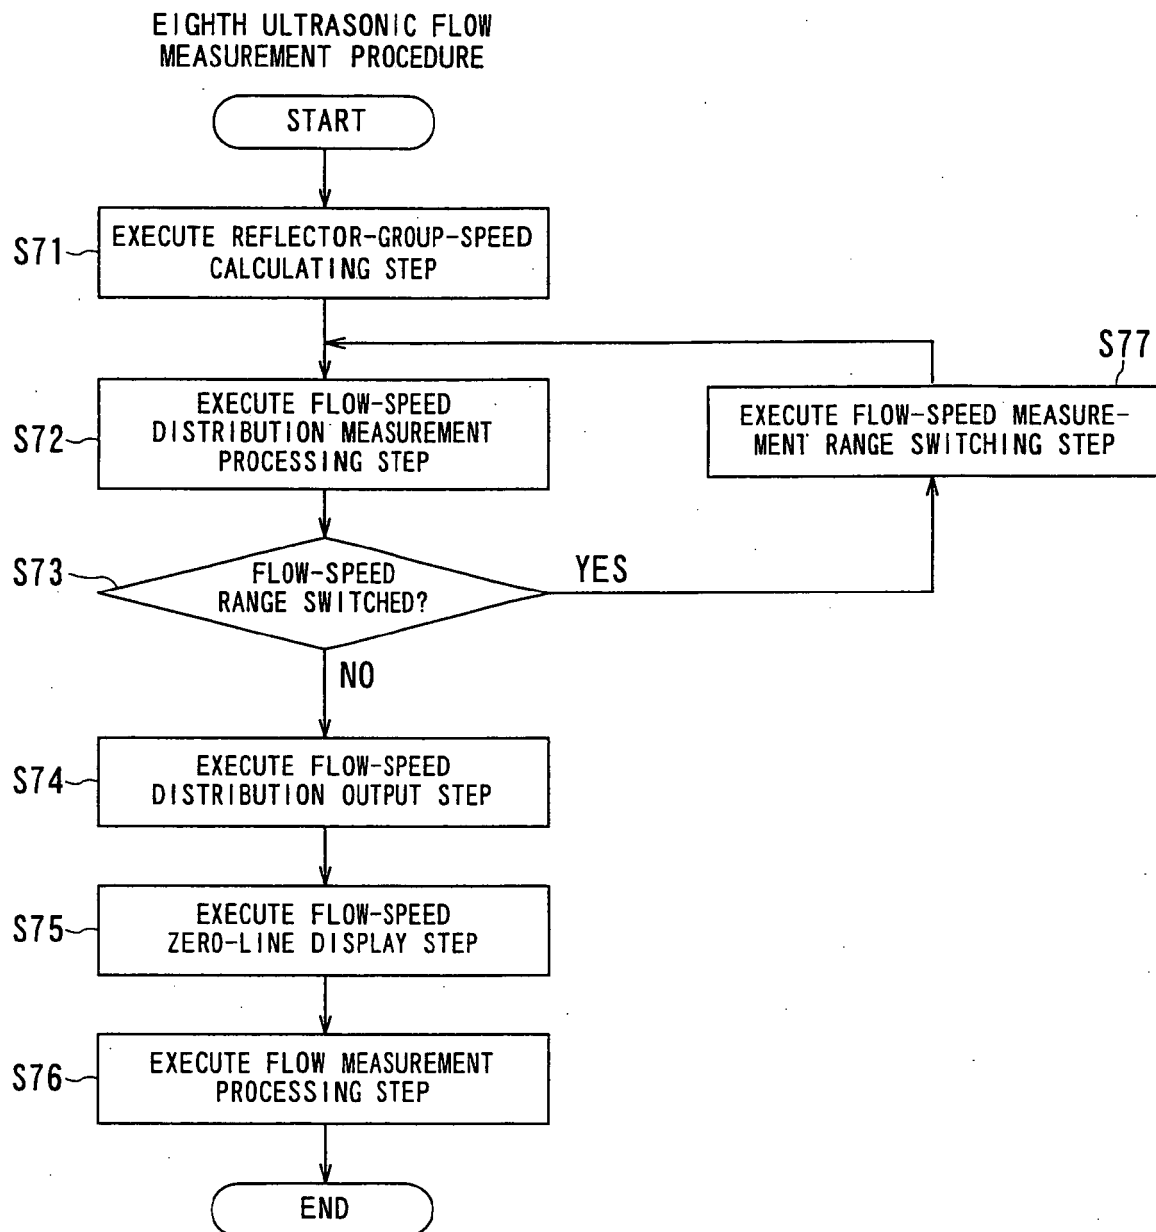 EIGHTH ULTRASONIC FLOW
MEASUREMENT PROCEDURE
START
S71
EXECUTE REFLECTOR-GROUP-SPEED
CALCULATING STEP
S77
EXECUTE FLOW-SPEED MEASURE-
MENT RANGE SWITCHING STEP
S72
EXECUTE FLOW-SPEED
DISTRIBUTION MEASUREMENT
PROCESSING STEP
S73
FLOW-SPEED
RANGE SWITCHED?
YES
NO
S74
EXECUTE FLOW-SPEED
DISTRIBUTION OUTPUT STEP
S75
EXECUTE FLOW-SPEED
ZERO-LINE DISPLAY STEP
S76
EXECUTE FLOW MEASUREMENT
PROCESSING STEP
END